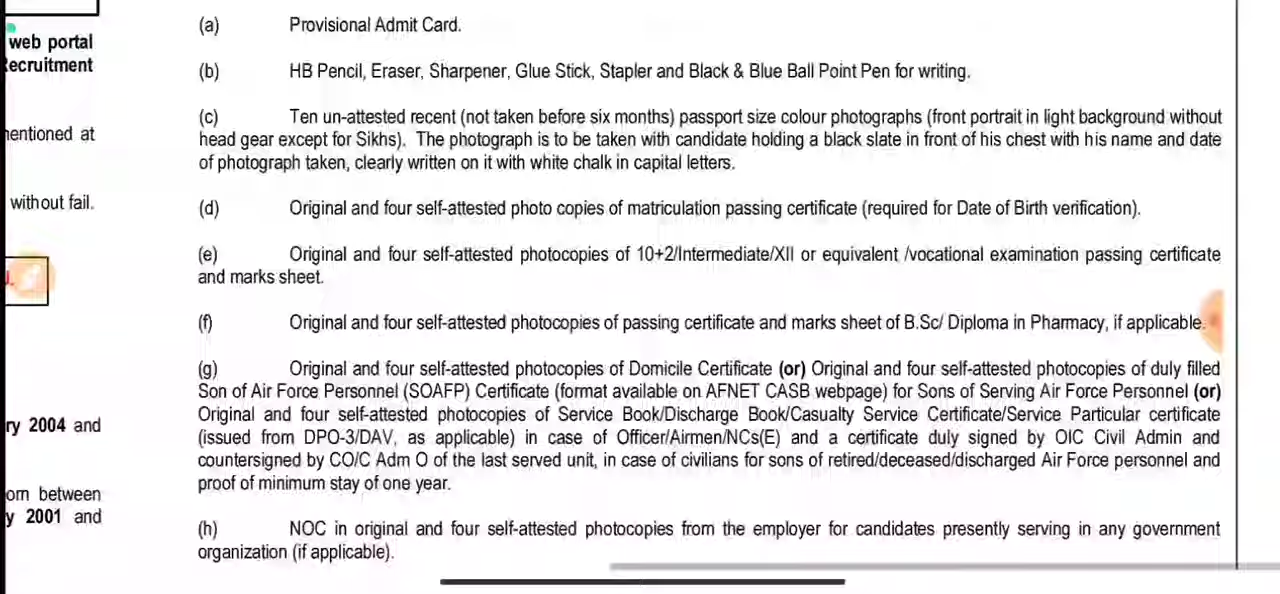 web portal
Recruitment
mentioned at
without fail.
ry 2004 and
orn between
y 2001 and
(a) Provisional Admit Card.
(b) HB Pencil, Eraser, Sharpener, Glue Stick, Stapler and Black & Blue Ball Point Pen for writing.
(c) Ten un-attested recent (not taken before six months) passport size colour photographs (front portrait in light background without
head gear except for Sikhs). The photograph is to be taken with candidate holding a black slate in front of his chest with his name and date
of photograph taken, clearly written on it with white chalk in capital letters.
(d) Original and four self-attested photo copies of matriculation passing certificate (required for Date of Birth verification).
(e) Original and four self-attested photocopies of 10+2/Intermediate/XII or equivalent /vocational examination passing certificate
and marks sheet.
(f) Original and four self-attested photocopies of passing certificate and marks sheet of B.Sc/ Diploma in Pharmacy, if applicable.
(g) Original and four self-attested photocopies of Domicile Certificate (or) Original and four self-attested photocopies of duly filled
Son of Air Force Personnel (SOAFP) Certificate (format available on AFNET CASB webpage) for Sons of Serving Air Force Personnel (or)
Original and four self-attested photocopies of Service Book/Discharge Book/Casualty Service Certificate/Service Particular certificate
(issued from DPO-3/DAV, as applicable) in case of Officer/Airmen/NCs(E) and a certificate duly signed by OIC Civil Admin and
countersigned by CO/C Adm O of the last served unit, in case of civilians for sons of retired/deceased/discharged Air Force personnel and
proof of minimum stay of one year.
(h) NOC in original and four self-attested photocopies from the employer for candidates presently serving in any government
organization (if applicable).